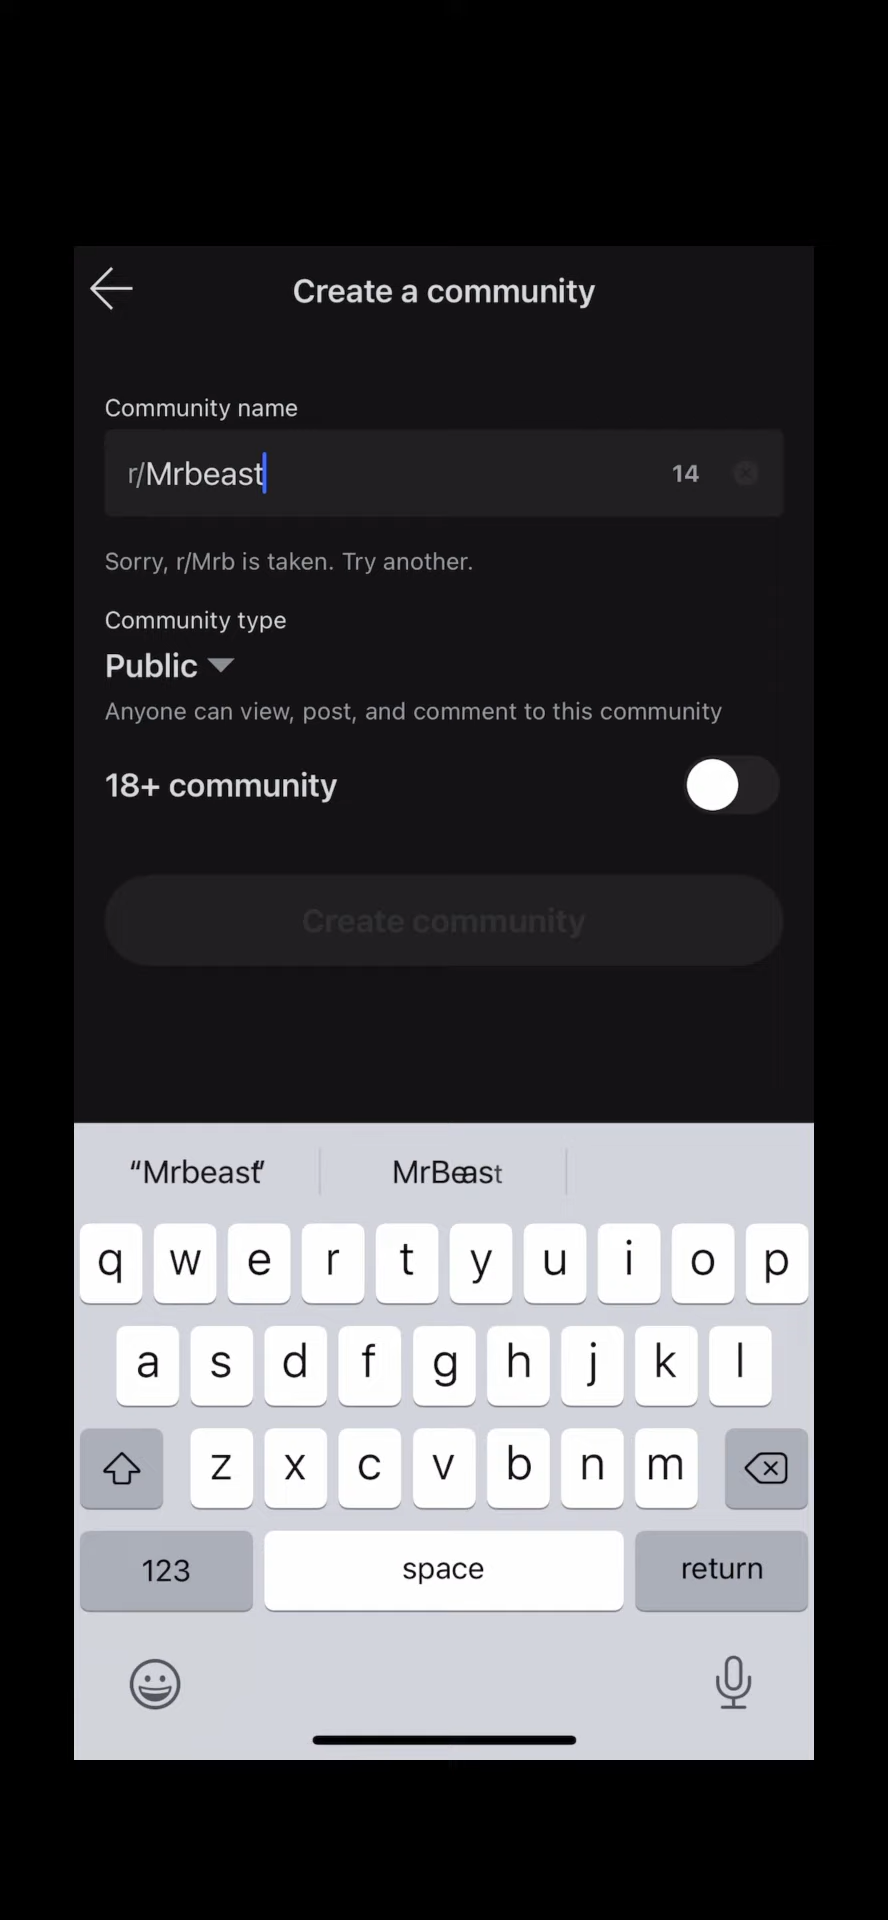 Create a community
Community name
r/Mrbeast 14
Sorry, r/Mrb is taken. Try another.
Community type
Public
Anyone can view, post, and comment to this community
18+ community
Create community
“Mrbeast” MrBeast
q w e r t y u i o p
a s d f g h j k l
z x c v b n m
123 space return